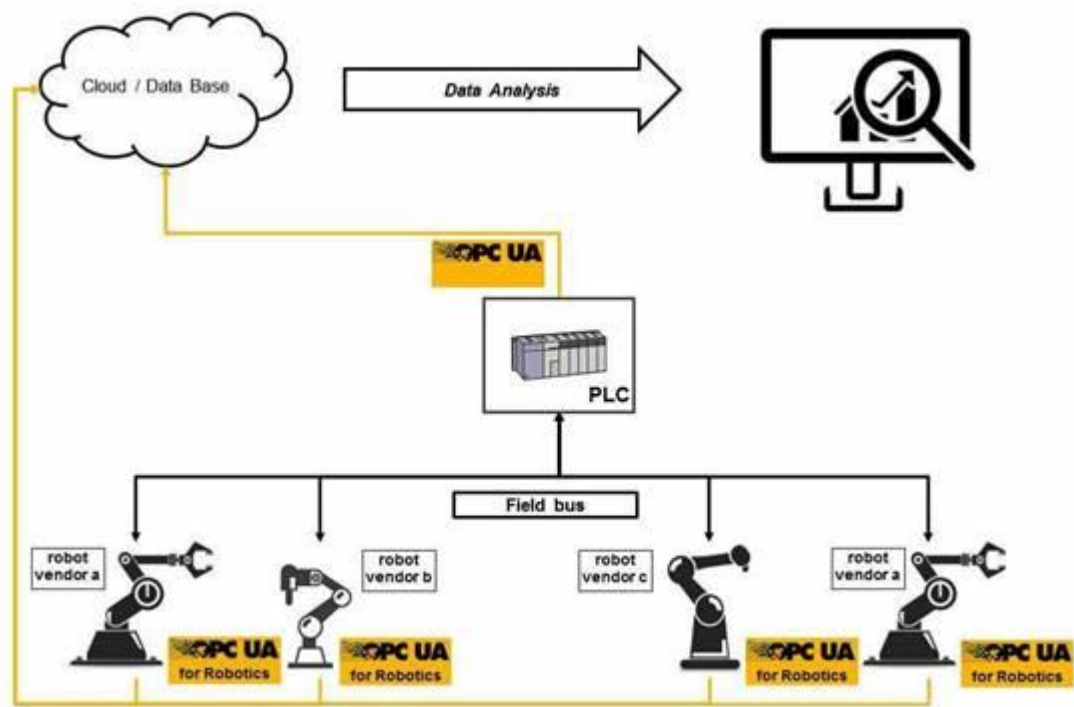 Cloud / Data Base
Data Analysis
OPC UA
PLC
Field bus
robot
vendor a
robot
vendor b
robot
vendor c
robot
vendor a
OPC UA
for Robotics
OPC UA
for Robotics
OPC UA
for Robotics
OPC UA
for Robotics